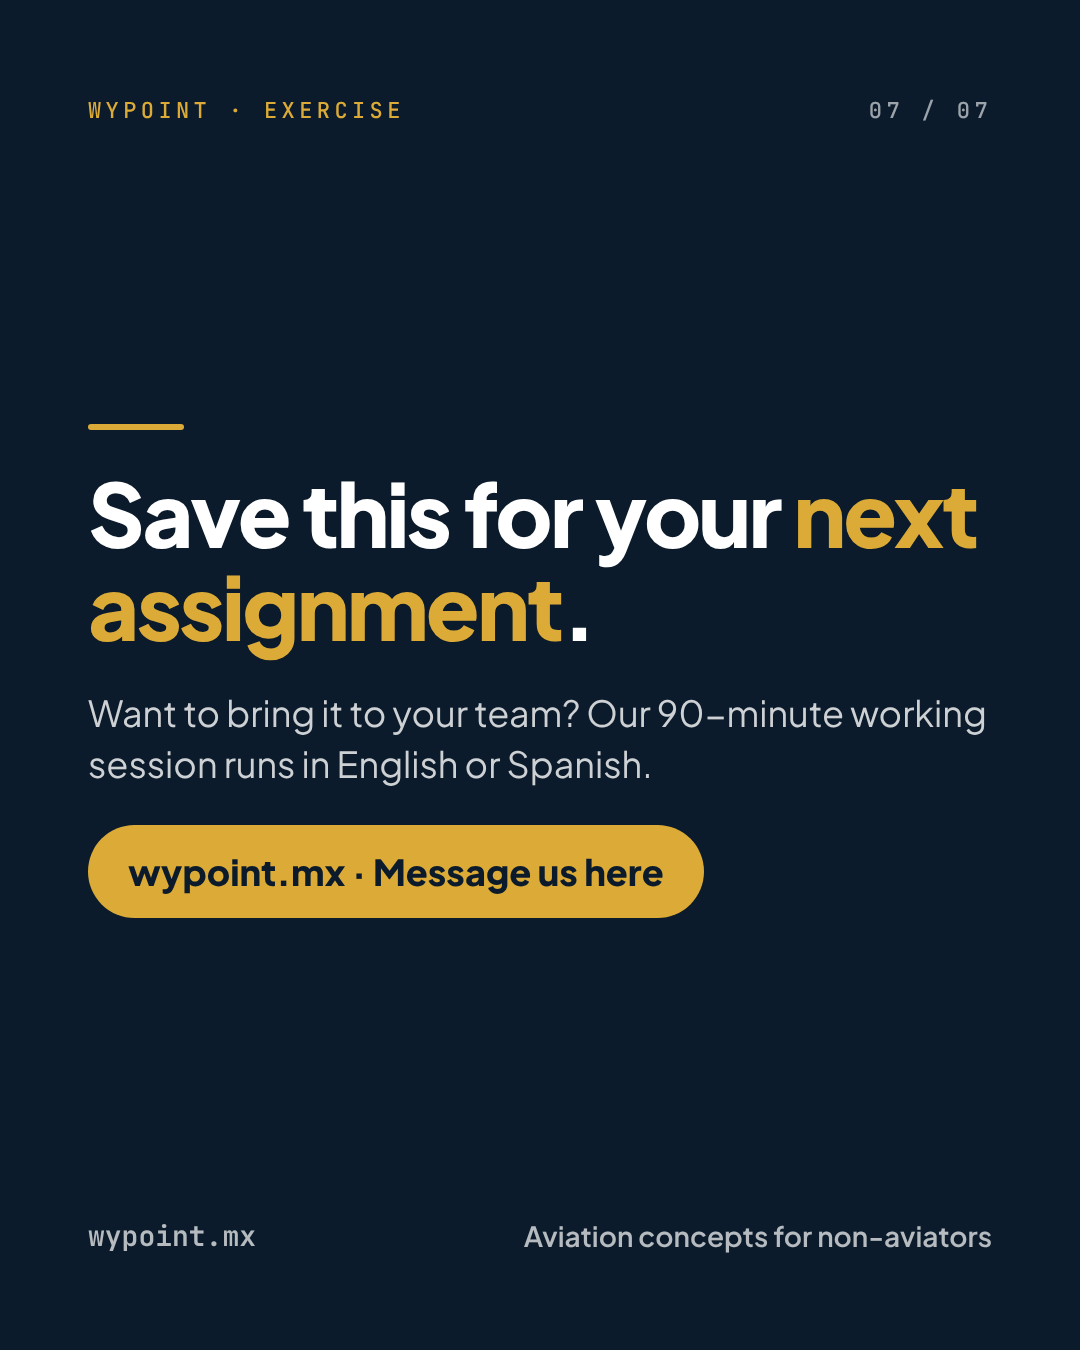 WYPOINT · EXERCISE
07 / 07
Save this for your next
assignment.
Want to bring it to your team? Our 90-minute working
session runs in English or Spanish.
wypoint.mx · Message us here
wypoint.mx
Aviation concepts for non-aviators